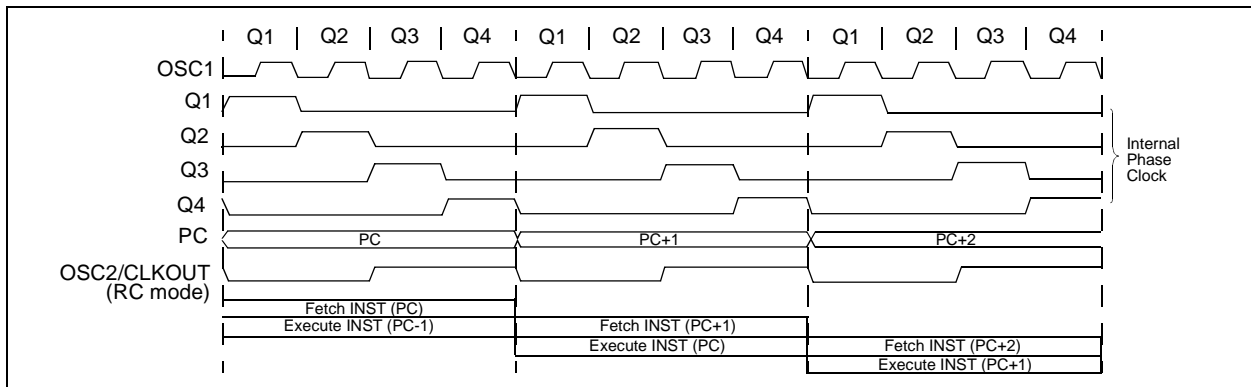 Q1 | Q2 | Q3 | Q4 | Q1 | Q2 | Q3 | Q4 | Q1 | Q2 | Q3 | Q4
OSC1
Q1
Q2
Q3
Q4
Internal
Phase
Clock
PC
PC PC+1 PC+2
OSC2/CLKOUT
(RC mode)
Fetch INST (PC)
Execute INST (PC-1) Fetch INST (PC+1)
Execute INST (PC) Fetch INST (PC+2)
Execute INST (PC+1)